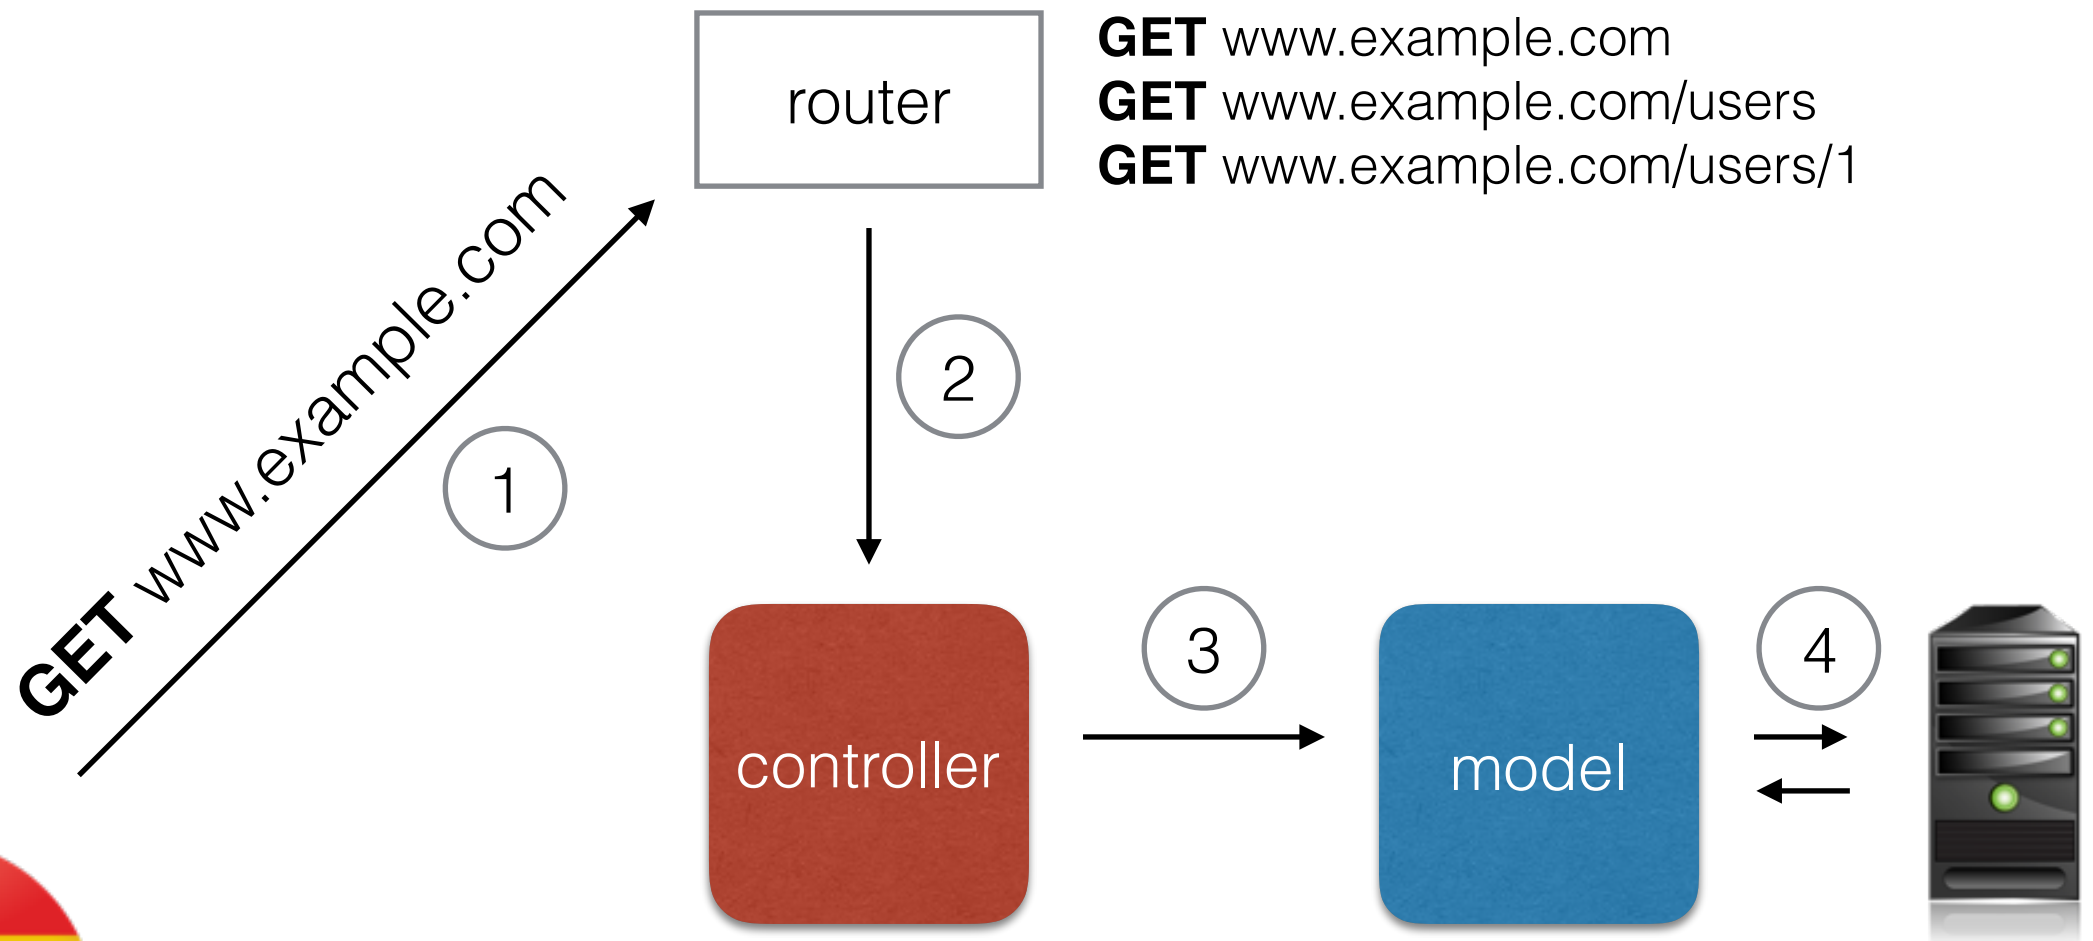 router
GET www.example.com
GET www.example.com/users
GET www.example.com/users/1
GET www.example.com
1
2
3
4
controller
model